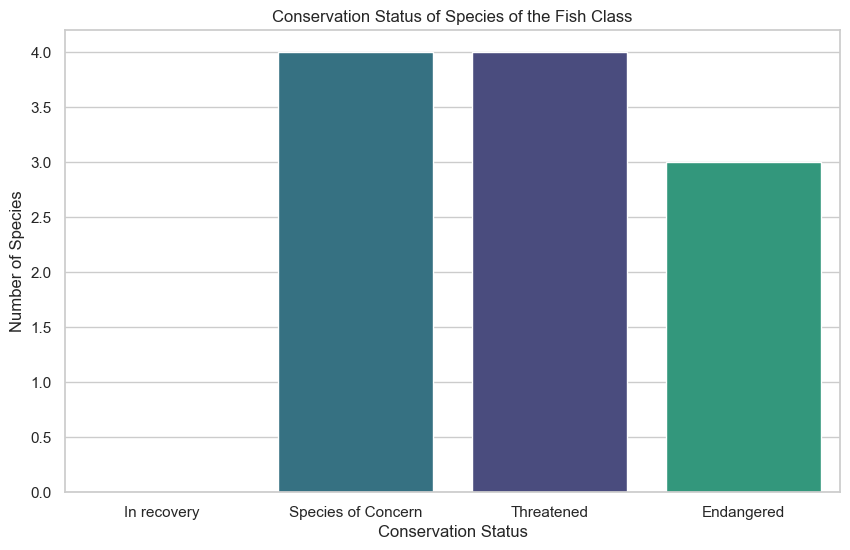 Conservation Status of Species of the Fish Class
Number of Species
4.0
3.5
3.0
2.5
2.0
1.5
1.0
0.5
0.0
In recovery
Species of Concern
Threatened
Endangered
Conservation Status